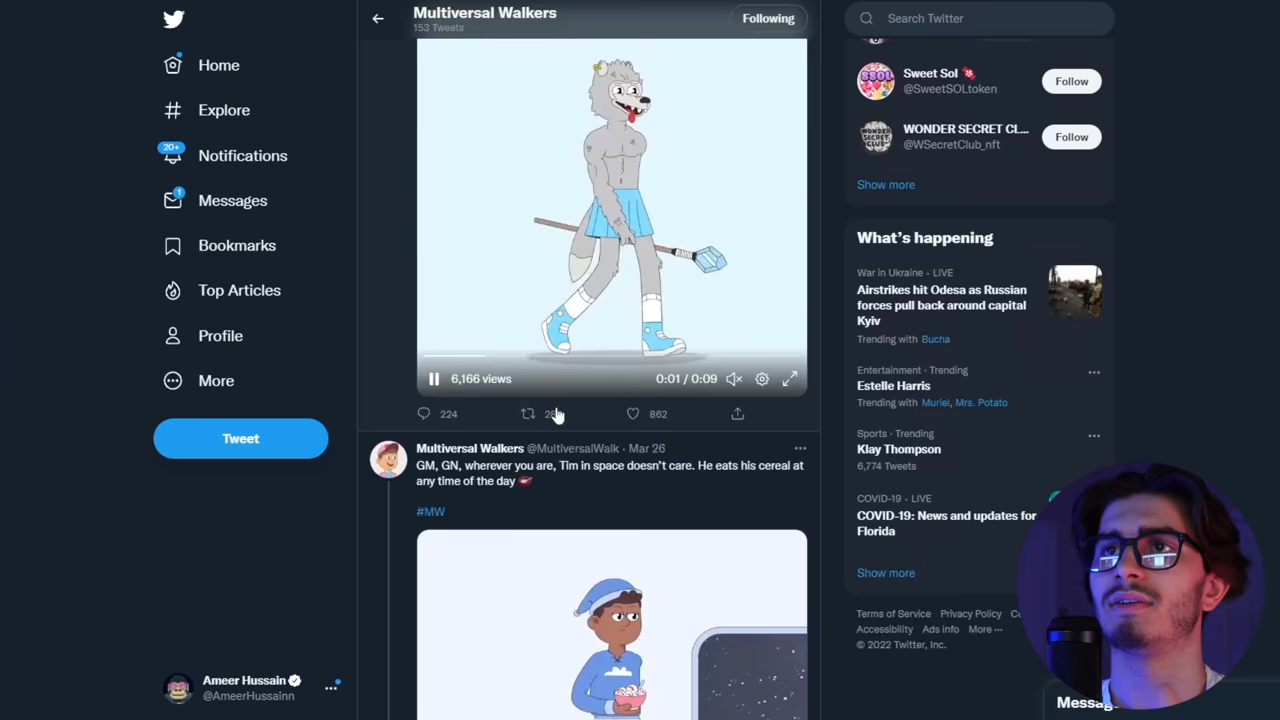 Home
Explore
20+
Notifications
1
Messages
Bookmarks
Top Articles
Profile
More
Tweet
Ameer Hussain
@AmeerHussainn
Multiversal Walkers
153 Tweets
Following
6,166 views
0:01 / 0:09
224
862
Multiversal Walkers @MultiversalWalk · Mar 26
GM, GN, wherever you are, Tim in space doesn't care. He eats his cereal at
any time of the day
#MW
Search Twitter
Sweet Sol
@SweetSOLtoken
Follow
WONDER SECRET CL...
@WSecretClub_nft
Follow
Show more
What's happening
War in Ukraine · LIVE
Airstrikes hit Odesa as Russian
forces pull back around capital
Kyiv
Trending with Bucha
Entertainment · Trending
Estelle Harris
Trending with Muriel, Mrs. Potato
Sports · Trending
Klay Thompson
6,774 Tweets
COVID-19 · LIVE
COVID-19: News and updates for
Florida
Show more
Terms of Service Privacy Policy
Accessibility Ads info More ···
© 2022 Twitter, Inc.